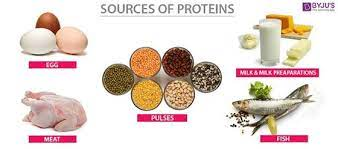 SOURCES OF PROTEINS
BYJU'S
EGG
MILK & MILK PREAPARATIONS
PULSES
MEAT
FISH